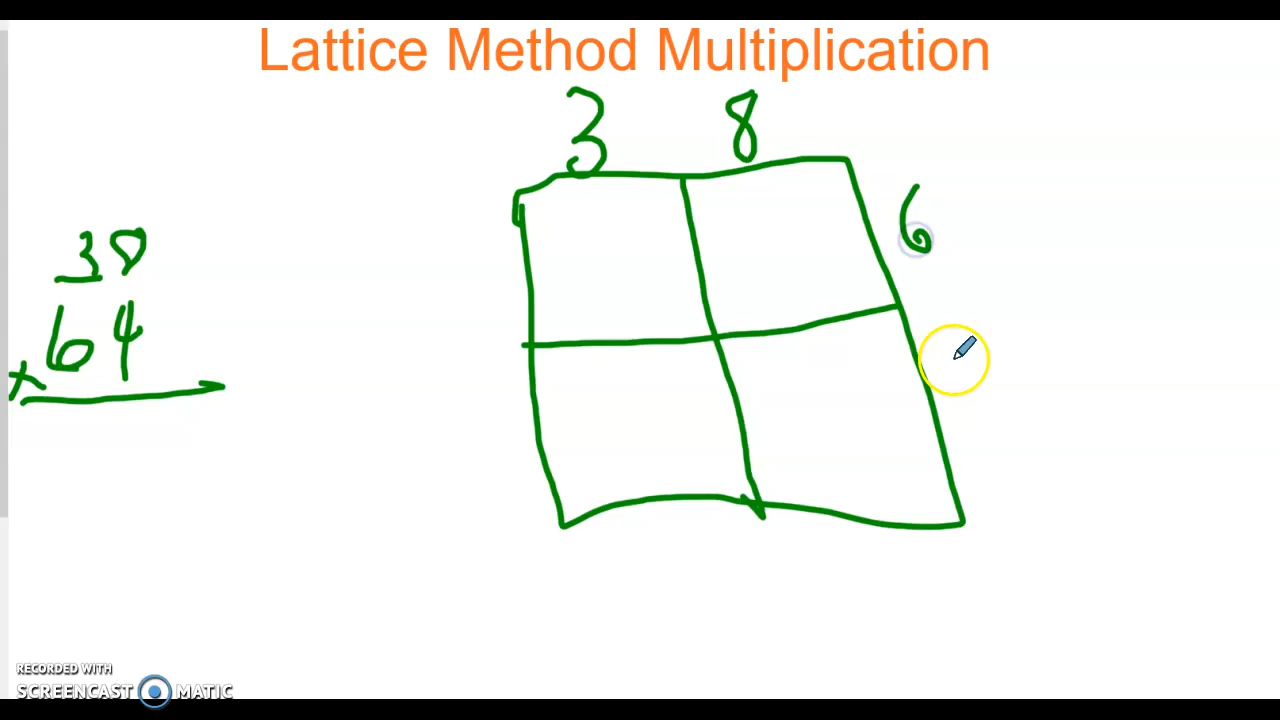 Lattice Method Multiplication
3 8
6
38
64
x
RECORDED WITH
SCREENCAST MATIC